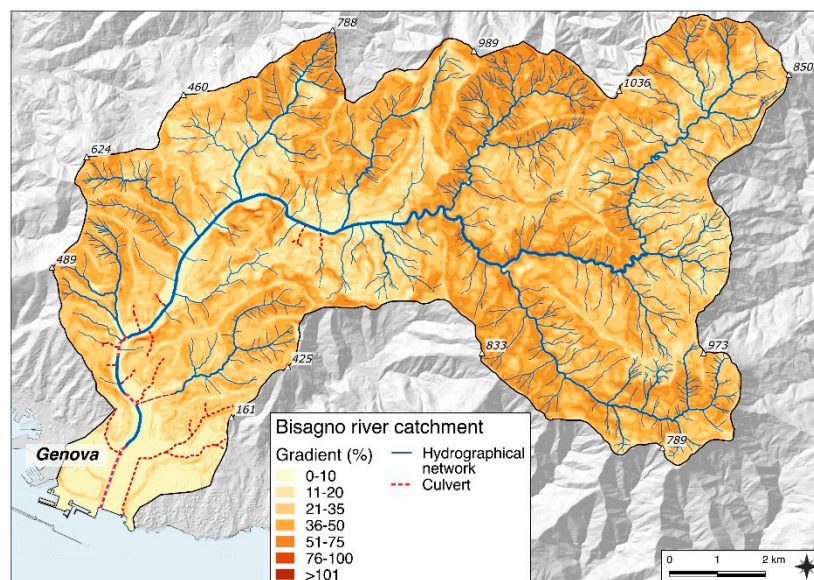 788
989
1036
850
460
624
489
425
833
973
161
789
Genova
Bisagno river catchment
Gradient (%)
0-10
11-20
21-35
36-50
51-75
76-100
>101
Hydrographical
network
Culvert
0 1 2 km